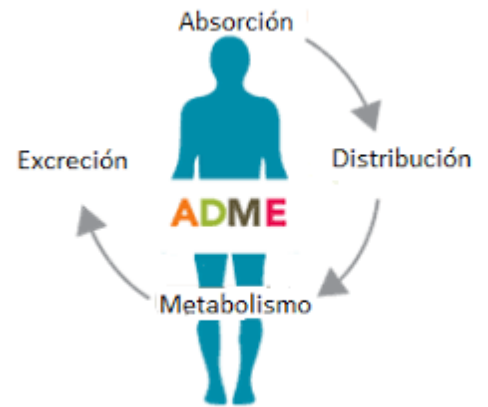 Absorción
Distribución
Excreción
ADME
Metabolismo